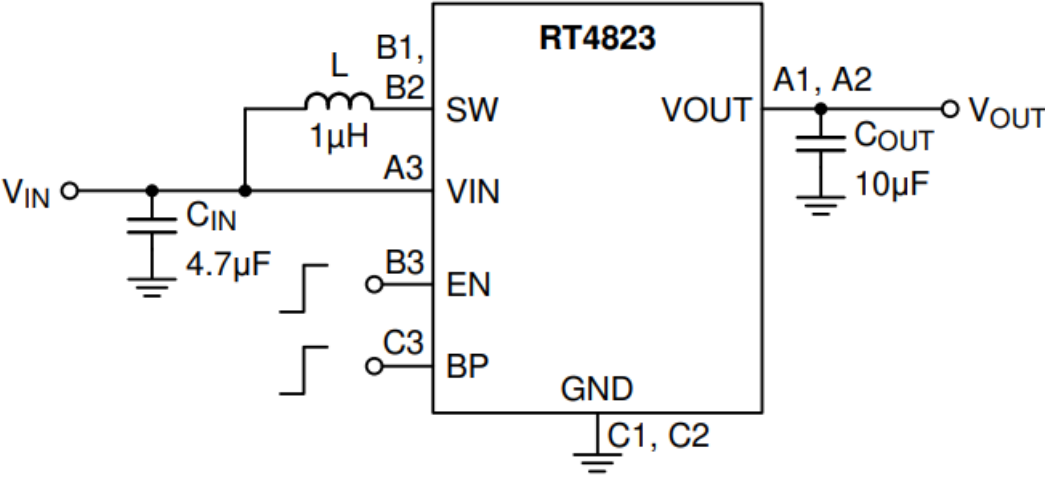 RT4823
B1,
B2
L
1µH
SW
VOUT
A1, A2
VOUT
COUT
10µF
A3
VIN
VIN
CIN
4.7µF
B3
EN
C3
BP
GND
C1, C2